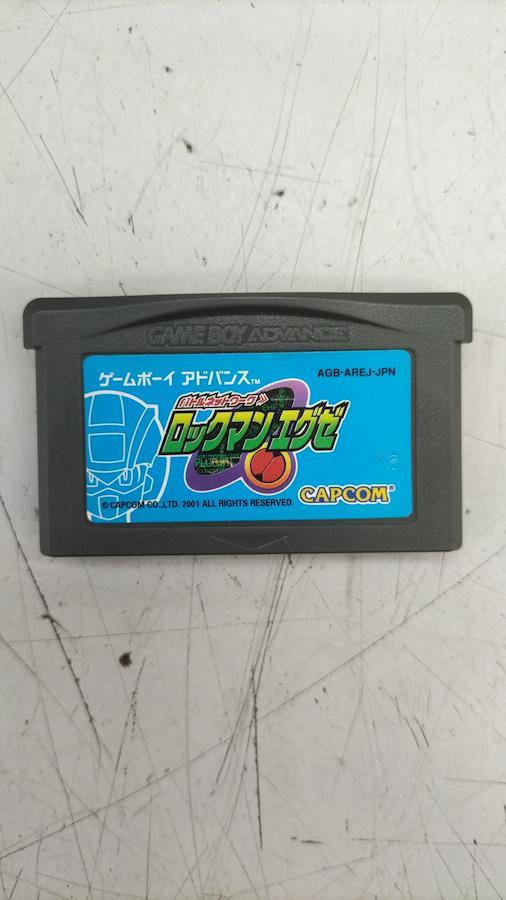 GAME BOY ADVANCE
ゲームボーイ アドバンス™
AGB-AREJ-JPN
バトルネットワーク
ロックマン エグゼ
© CAPCOM CO.,LTD. 2001 ALL RIGHTS RESERVED.
CAPCOM®